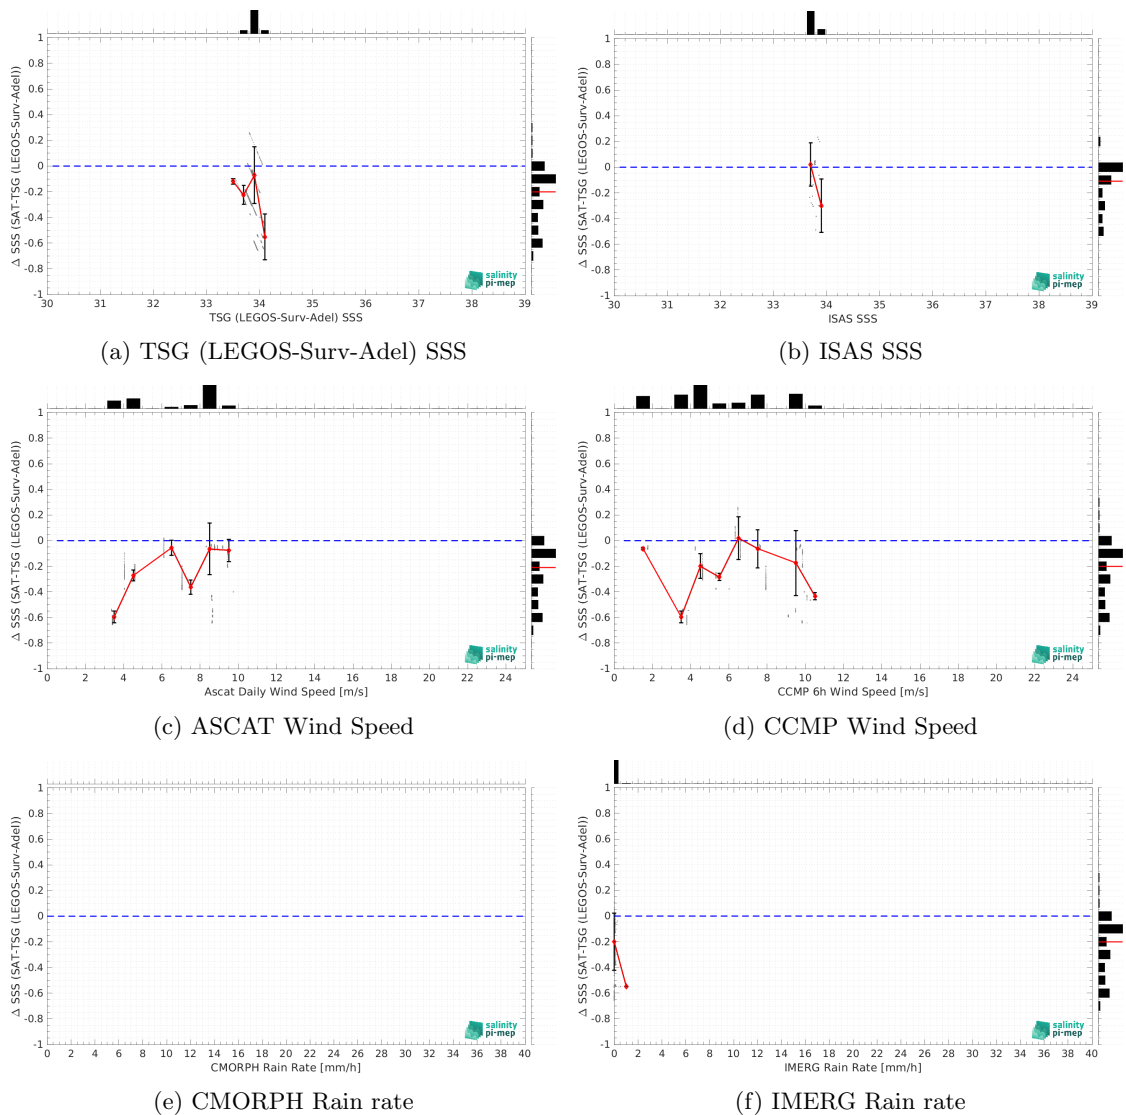 1
0.8
0.6
0.4
0.2
0
-0.2
-0.4
-0.6
-0.8
-1
Δ SSS (SAT-TSG (LEGOS-Surv-Adel))
30 31 32 33 34 35 36 37 38 39
TSG (LEGOS-Surv-Adel) SSS
salinity
pi-mep
(a) TSG (LEGOS-Surv-Adel) SSS
1
0.8
0.6
0.4
0.2
0
-0.2
-0.4
-0.6
-0.8
-1
Δ SSS (SAT-TSG (LEGOS-Surv-Adel))
30 31 32 33 34 35 36 37 38 39
ISAS SSS
salinity
pi-mep
(b) ISAS SSS
1
0.8
0.6
0.4
0.2
0
-0.2
-0.4
-0.6
-0.8
-1
Δ SSS (SAT-TSG (LEGOS-Surv-Adel))
0 2 4 6 8 10 12 14 16 18 20 22 24
Ascat Daily Wind Speed [m/s]
salinity
pi-mep
(c) ASCAT Wind Speed
1
0.8
0.6
0.4
0.2
0
-0.2
-0.4
-0.6
-0.8
-1
Δ SSS (SAT-TSG (LEGOS-Surv-Adel))
0 2 4 6 8 10 12 14 16 18 20 22 24
CCMP 6h Wind Speed [m/s]
salinity
pi-mep
(d) CCMP Wind Speed
1
0.8
0.6
0.4
0.2
0
-0.2
-0.4
-0.6
-0.8
-1
Δ SSS (SAT-TSG (LEGOS-Surv-Adel))
0 2 4 6 8 10 12 14 16 18 20 22 24 26 28 30 32 34 36 38 40
CMORPH Rain Rate [mm/h]
salinity
pi-mep
(e) CMORPH Rain rate
1
0.8
0.6
0.4
0.2
0
-0.2
-0.4
-0.6
-0.8
-1
Δ SSS (SAT-TSG (LEGOS-Surv-Adel))
0 2 4 6 8 10 12 14 16 18 20 22 24 26 28 30 32 34 36 38 40
IMERG Rain Rate [mm/h]
salinity
pi-mep
(f) IMERG Rain rate